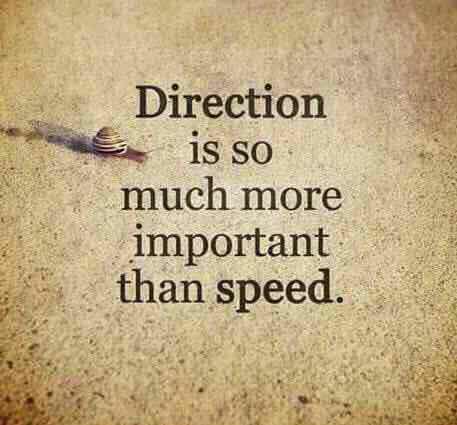 Direction
is so
much more
important
than speed.